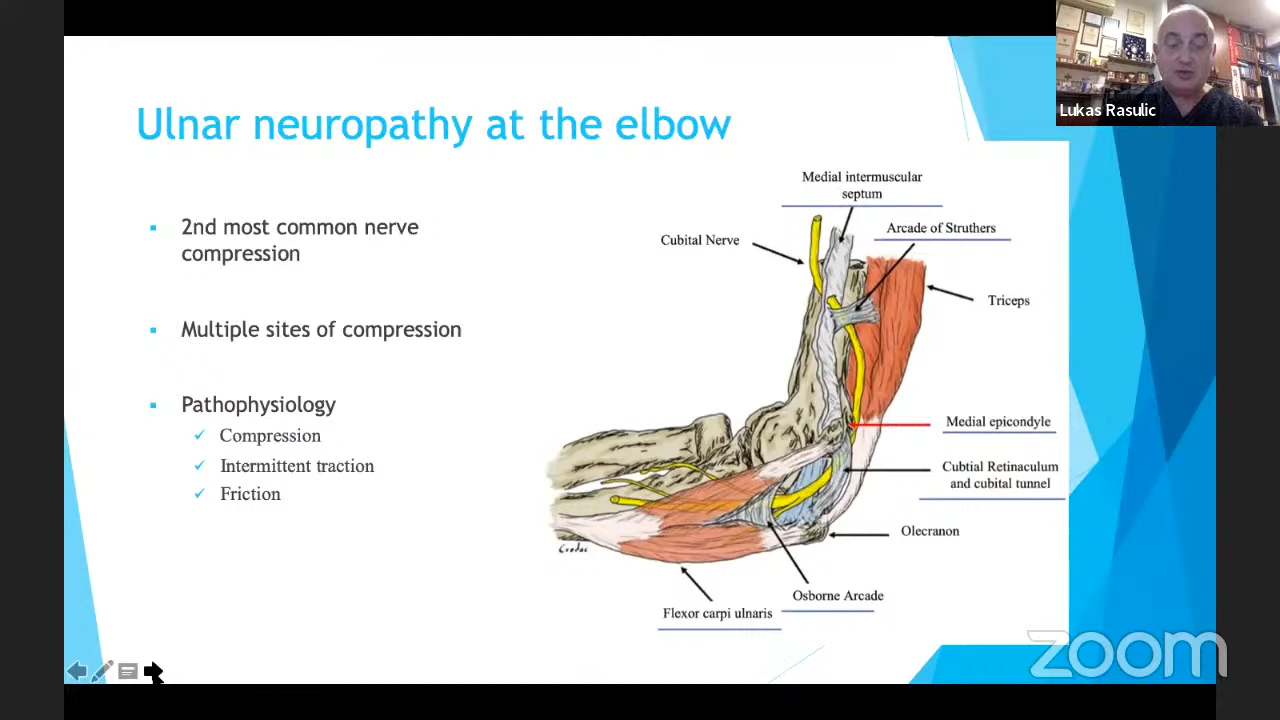 Lukas Rasulic
Ulnar neuropathy at the elbow
2nd most common nerve
compression
Multiple sites of compression
Pathophysiology
Compression
Intermittent traction
Friction
Medial intermuscular
septum
Cubital Nerve
Arcade of Struthers
Triceps
Medial epicondyle
Cubtial Retinaculum
and cubital tunnel
Olecranon
Osborne Arcade
Flexor carpi ulnaris
zoom